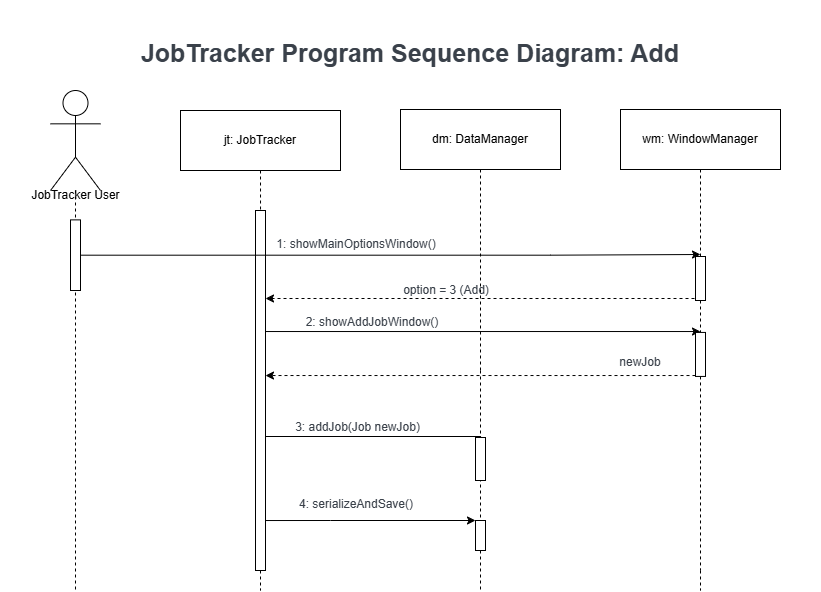 JobTracker Program Sequence Diagram: Add
jt: JobTracker
dm: DataManager
wm: WindowManager
JobTracker User
1: showMainOptionsWindow()
option = 3 (Add)
2: showAddJobWindow()
newJob
3: addJob(Job newJob)
4: serializeAndSave()